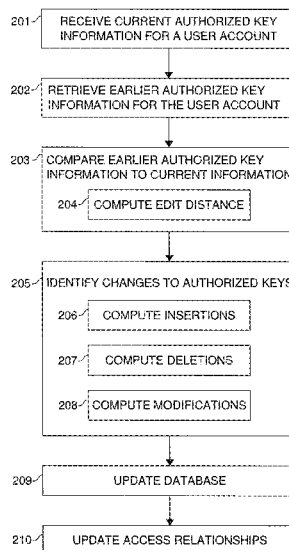 201
RECEIVE CURRENT AUTHORIZED KEY
INFORMATION FOR A USER ACCOUNT
202
RETRIEVE EARLIER AUTHORIZED KEY
INFORMATION FOR THE USER ACCOUNT
203
COMPARE EARLIER AUTHORIZED KEY
INFORMATION TO CURRENT INFORMATION
204
COMPUTE EDIT DISTANCE
205
IDENTIFY CHANGES TO AUTHORIZED KEYS
206
COMPUTE INSERTIONS
207
COMPUTE DELETIONS
208
COMPUTE MODIFICATIONS
209
UPDATE DATABASE
210
UPDATE ACCESS RELATIONSHIPS